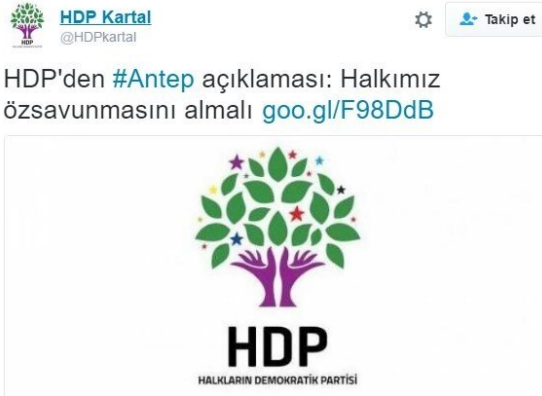 HDP Kartal
@HDPkartal
Takip et
HDP'den #Antep açıklaması: Halkımız
özsavunmasını almalı goo.gl/F98DdB
HDP
HALKLARIN DEMOKRATİK PARTİSİ